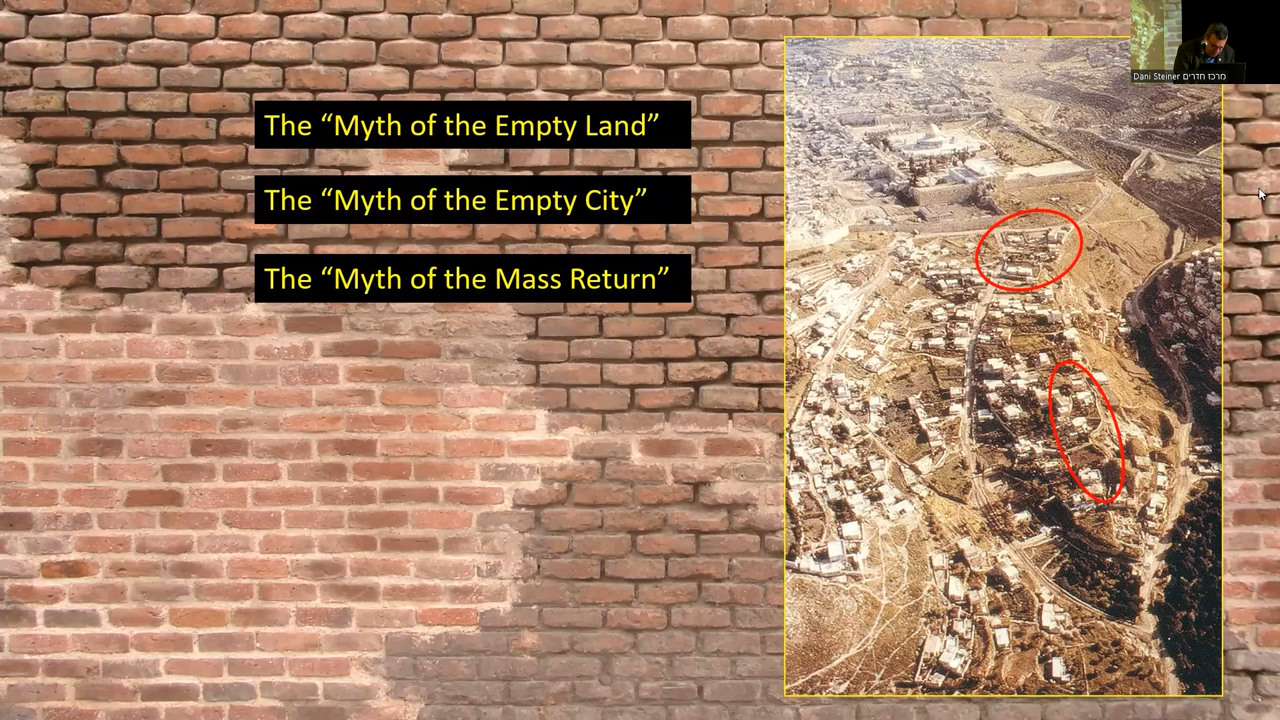 The “Myth of the Empty Land”
The “Myth of the Empty City”
The “Myth of the Mass Return”
Dani Steiner מרכז חדרים